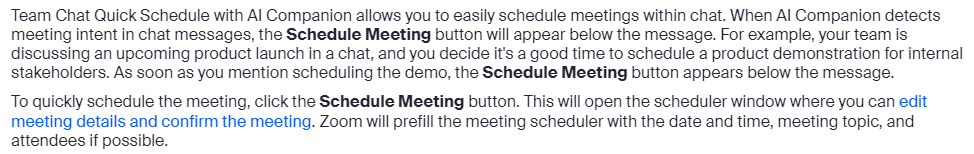 Team Chat Quick Schedule with AI Companion allows you to easily schedule meetings within chat. When AI Companion detects
meeting intent in chat messages, the Schedule Meeting button will appear below the message. For example, your team is
discussing an upcoming product launch in a chat, and you decide it's a good time to schedule a product demonstration for internal
stakeholders. As soon as you mention scheduling the demo, the Schedule Meeting button appears below the message.
To quickly schedule the meeting, click the Schedule Meeting button. This will open the scheduler window where you can edit
meeting details and confirm the meeting. Zoom will prefill the meeting scheduler with the date and time, meeting topic, and
attendees if possible.